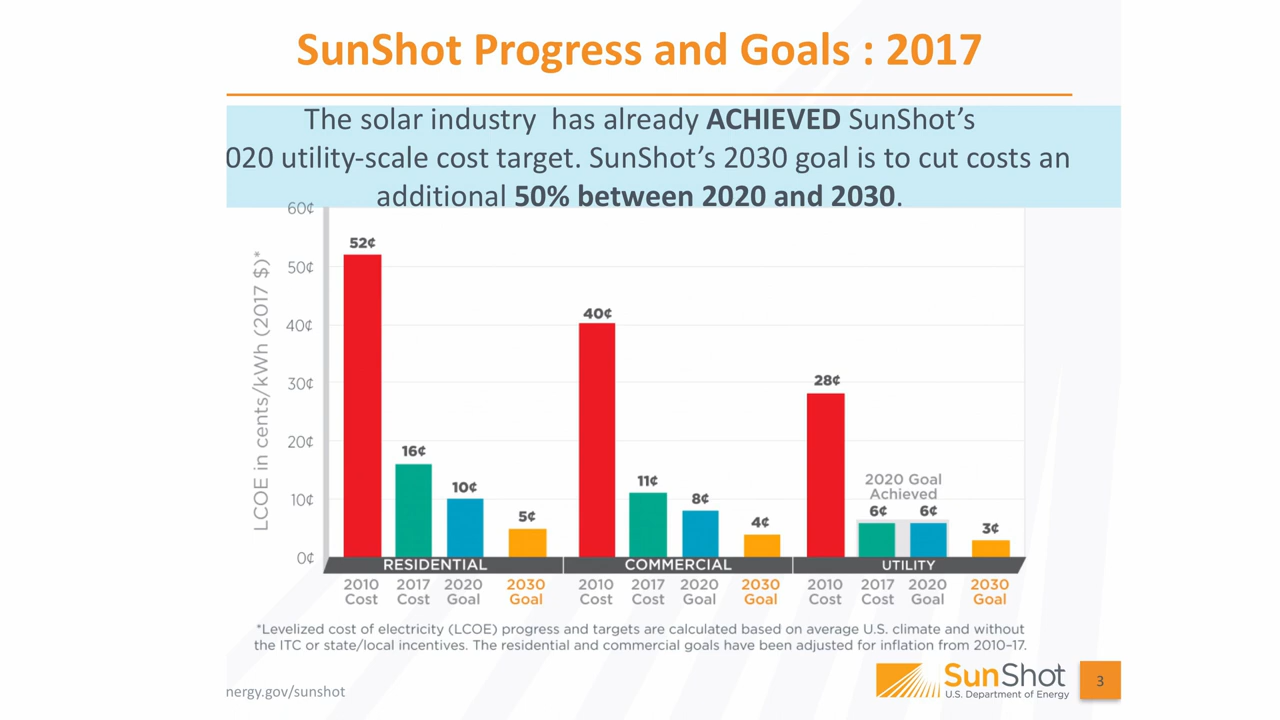 SunShot Progress and Goals : 2017
The solar industry  has already ACHIEVED SunShot’s
020 utility-scale cost target. SunShot’s 2030 goal is to cut costs an
additional 50% between 2020 and 2030.
LCOE in cents/kWh (2017 $)*
60¢
50¢
40¢
30¢
20¢
10¢
0¢
52¢
16¢
10¢
5¢
40¢
11¢
8¢
4¢
28¢
2020 Goal
Achieved
6¢ 6¢
3¢
RESIDENTIAL COMMERCIAL UTILITY
2010 2017 2020 2030 2010 2017 2020 2030 2010 2017 2020 2030
Cost Cost Goal Goal Cost Cost Goal Goal Cost Cost Goal Goal
*Levelized cost of electricity (LCOE) progress and targets are calculated based on average U.S. climate and without
the ITC or state/local incentives. The residential and commercial goals have been adjusted for inflation from 2010–17.
nergy.gov/sunshot
SunShot
U.S. Department of Energy
3